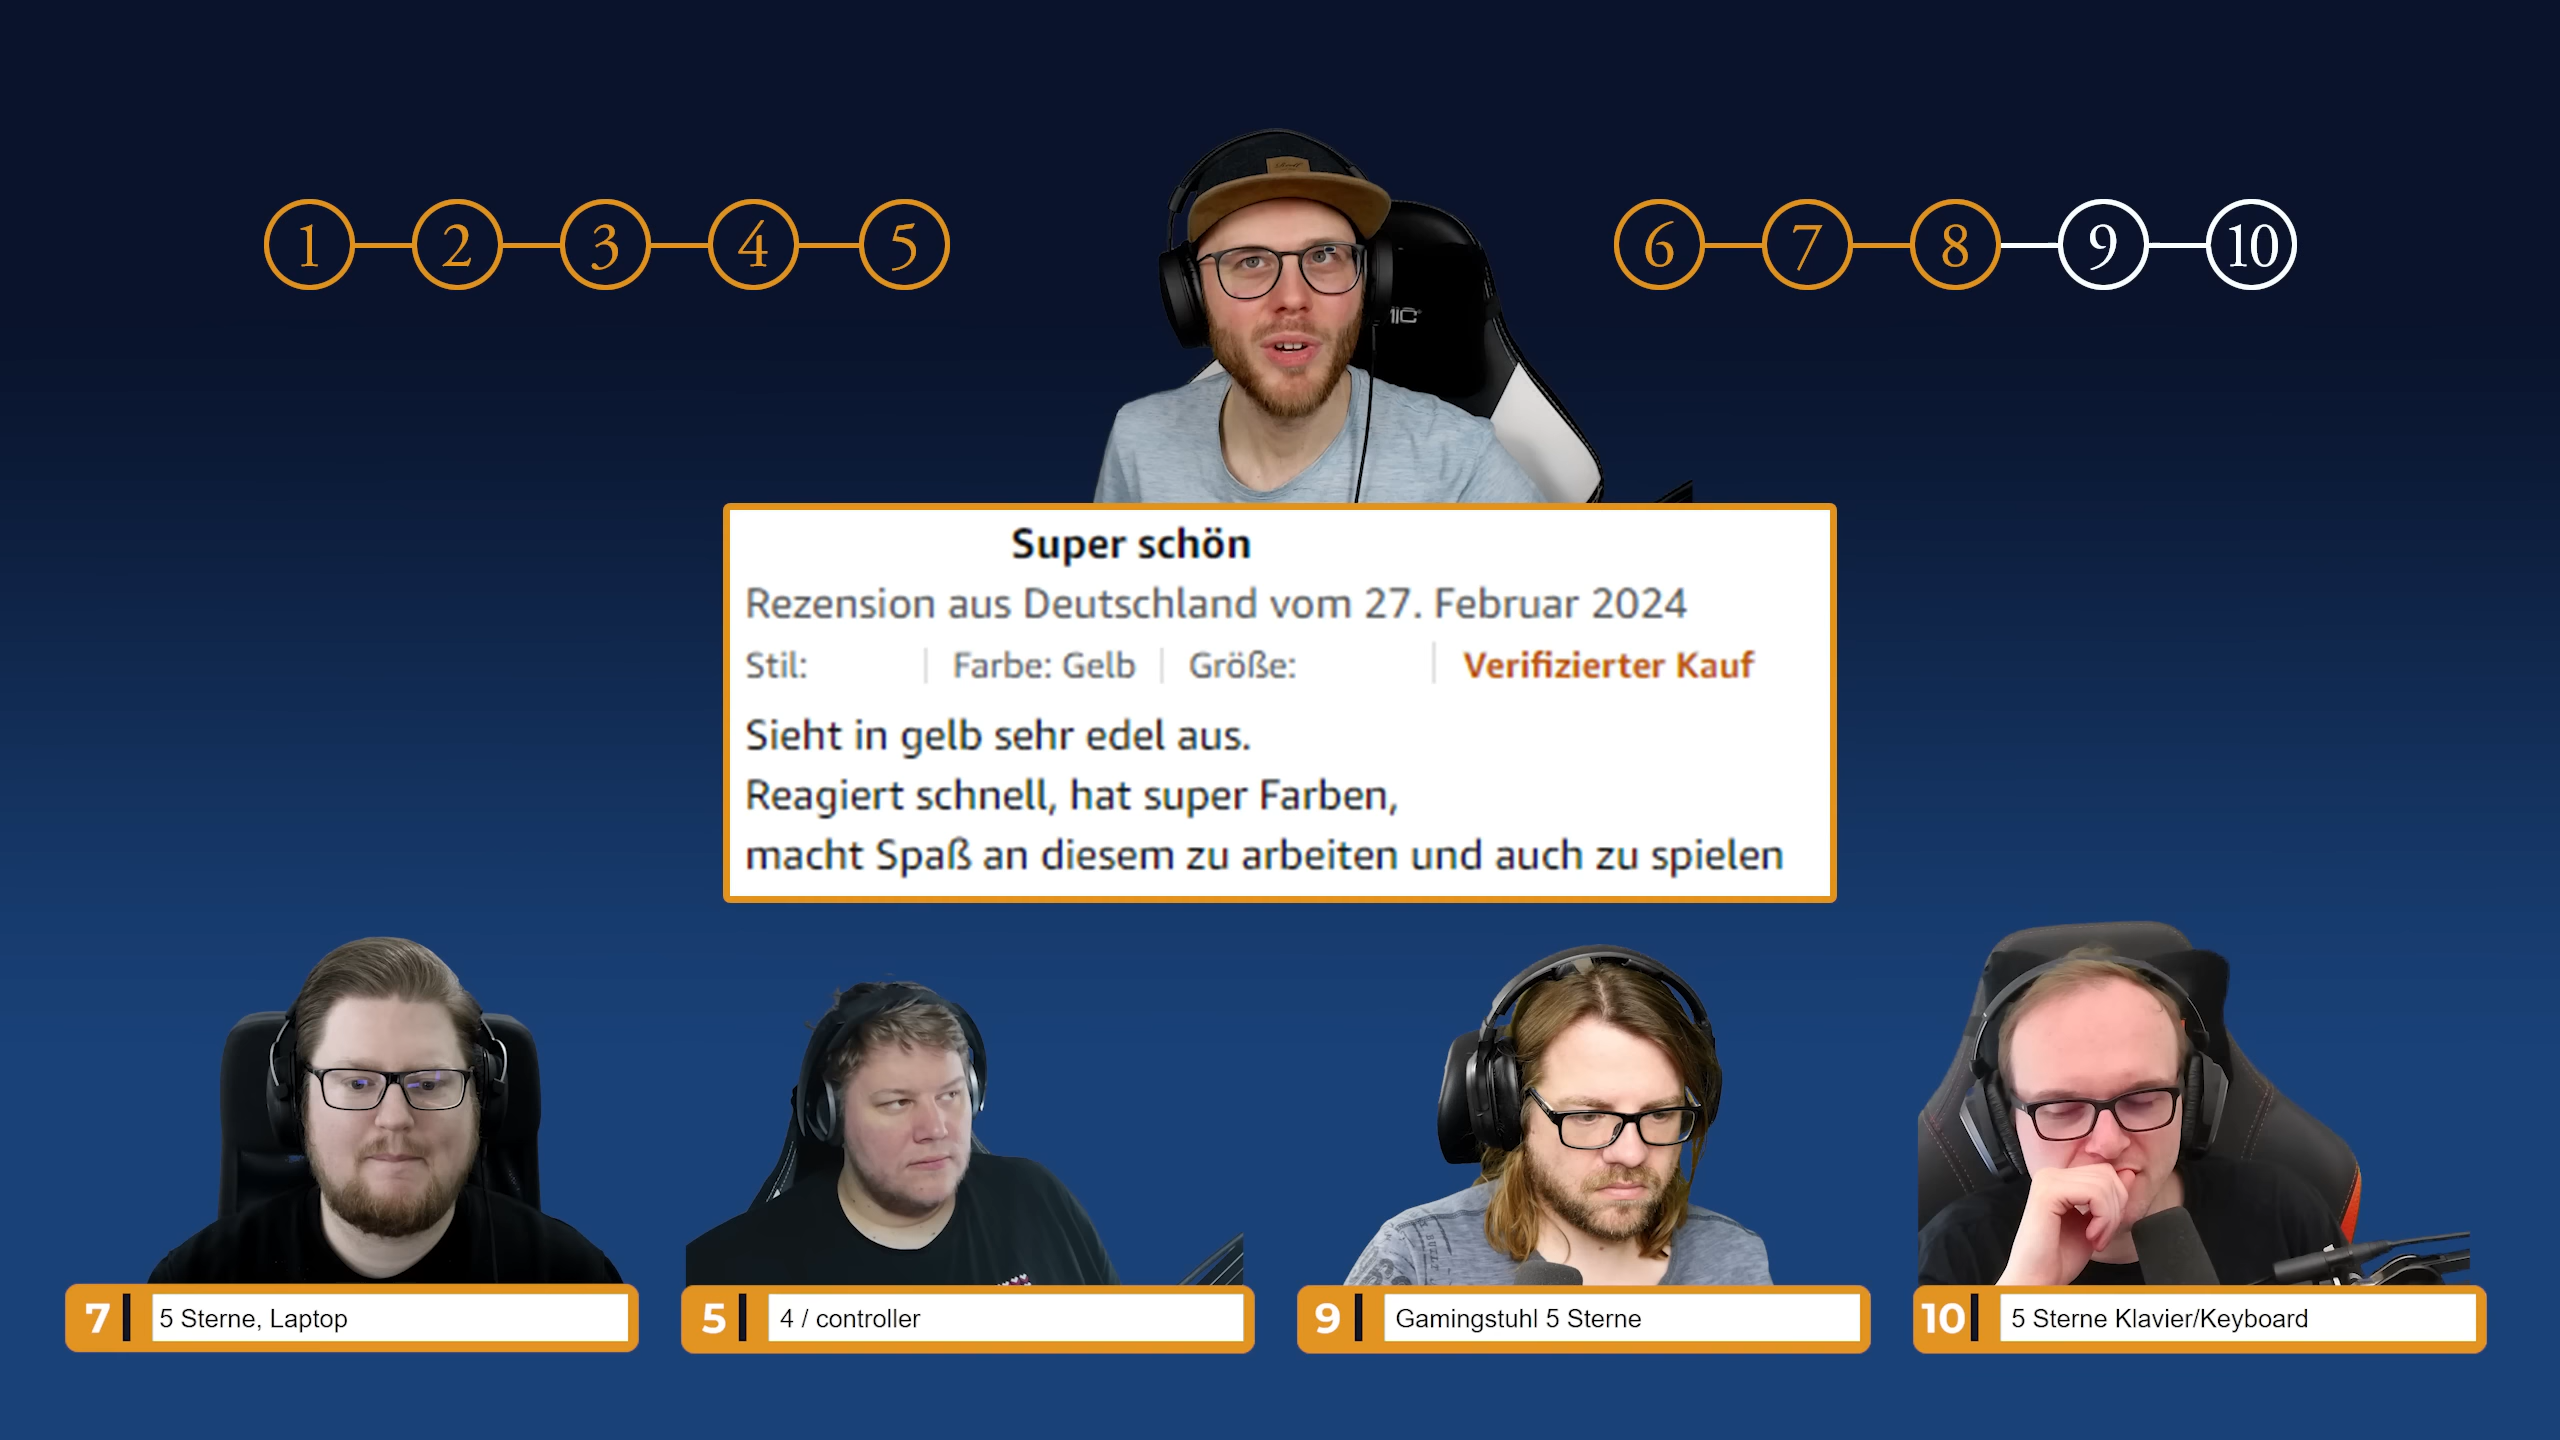 1 2 3 4 5
6 7 8 9 10
Super schön
Rezension aus Deutschland vom 27. Februar 2024
Stil: Farbe: Gelb Größe: Verifizierter Kauf
Sieht in gelb sehr edel aus.
Reagiert schnell, hat super Farben,
macht Spaß an diesem zu arbeiten und auch zu spielen
7 5 Sterne, Laptop
5 4 / controller
9 Gamingstuhl 5 Sterne
10 5 Sterne Klavier/Keyboard